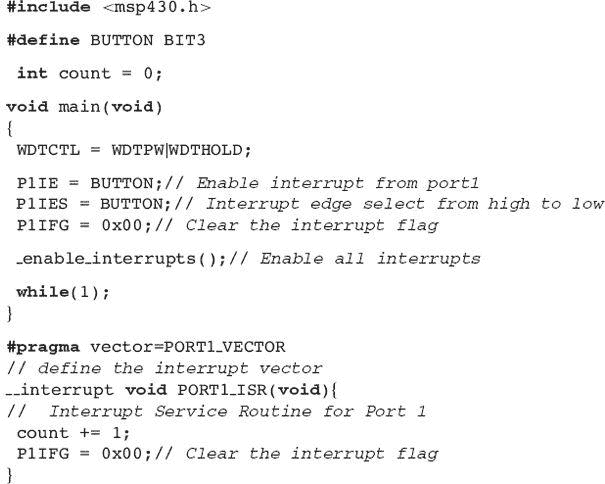 #include <msp430.h>
#define BUTTON BIT3
int count = 0;
void main(void)
{
WDTCTL = WDTPW|WDTHOLD;
P1IE = BUTTON;// Enable interrupt from port1
P1IES = BUTTON;// Interrupt edge select from high to low
P1IFG = 0x00;// Clear the interrupt flag
_enable_interrupts();// Enable all interrupts
while(1);
}
#pragma vector=PORT1_VECTOR
// define the interrupt vector
__interrupt void PORT1_ISR(void){
// Interrupt Service Routine for Port 1
count += 1;
P1IFG = 0x00;// Clear the interrupt flag
}